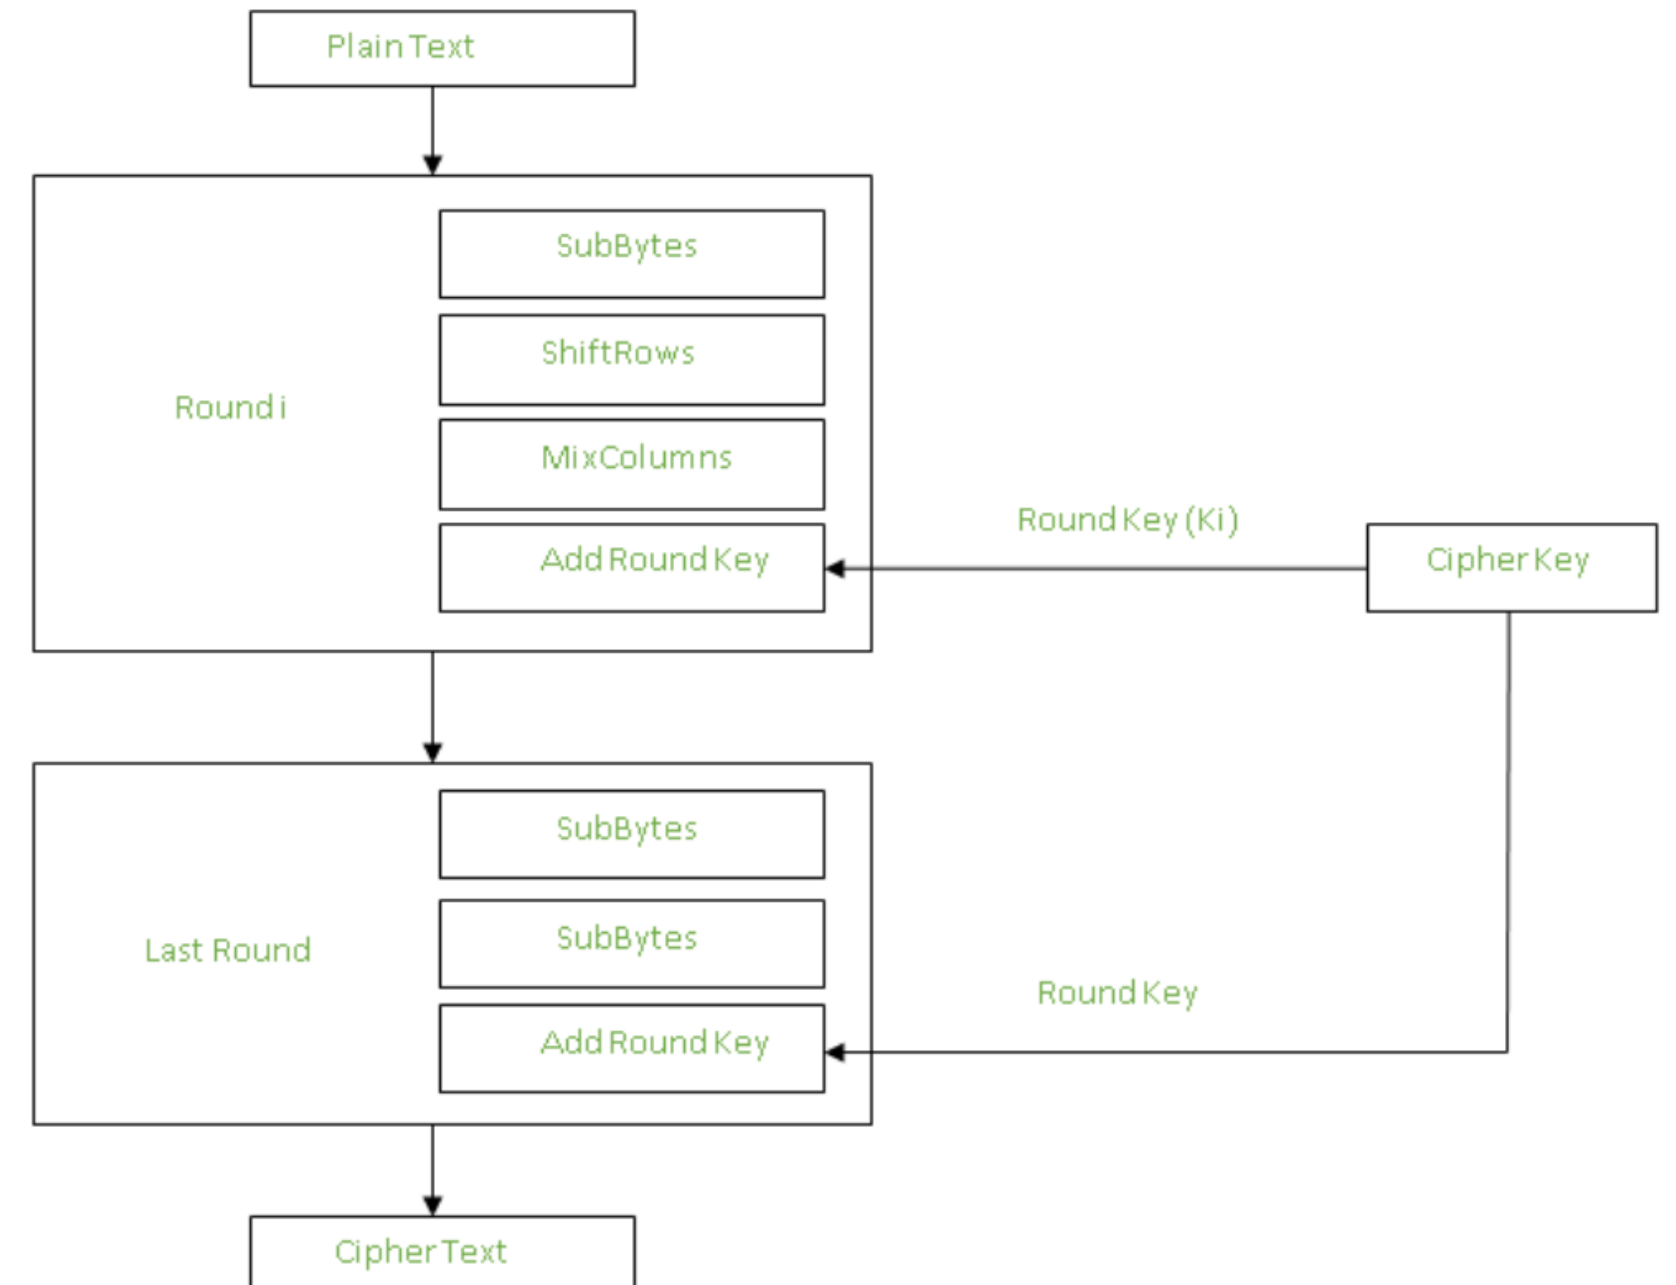 Plain Text
SubBytes
ShiftRows
Round i
MixColumns
Round Key (Ki)
Add Round Key
Cipher Key
SubBytes
SubBytes
Last Round
Round Key
Add Round Key
Cipher Text